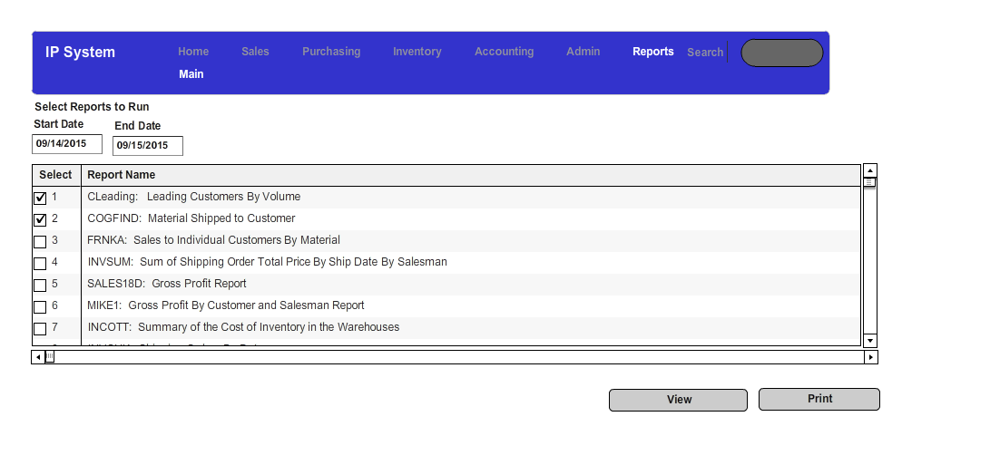 IP System Home Sales Purchasing Inventory Accounting Admin Reports Search
Main
Select Reports to Run
Start Date End Date
09/14/2015 09/15/2015
Select Report Name
1 CLeading: Leading Customers By Volume
2 COGFIND: Material Shipped to Customer
3 FRNKA: Sales to Individual Customers By Material
4 INVSUM: Sum of Shipping Order Total Price By Ship Date By Salesman
5 SALES18D: Gross Profit Report
6 MIKE1: Gross Profit By Customer and Salesman Report
7 INCOTT: Summary of the Cost of Inventory in the Warehouses
View Print